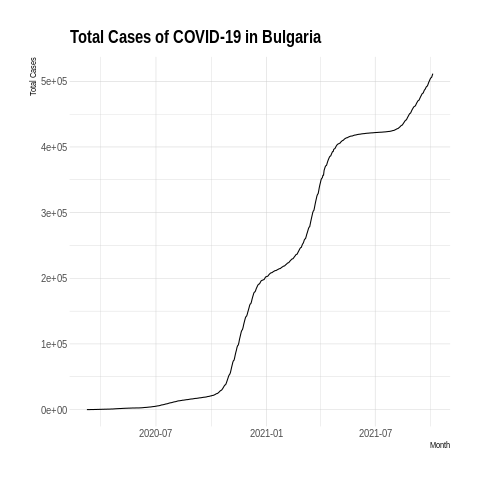 Total Cases of COVID-19 in Bulgaria
Total Cases
5e+05
4e+05
3e+05
2e+05
1e+05
0e+00
2020-07
2021-01
2021-07
Month